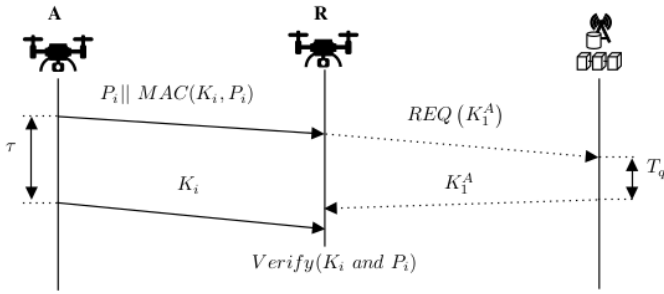 A
R
P_i || MAC(K_i, P_i)
REQ (K_1^A)
τ
K_i
K_1^A
T_q
Verify(K_i and P_i)